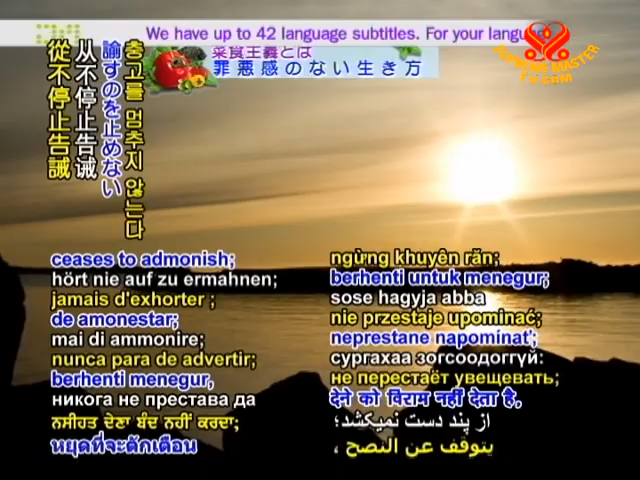 We have up to 42 language subtitles. For your langu
菜食主義とは
罪悪感のない生き方
SUPREME MASTER
TV.COM
從不停止告誡
从不停止告诫
諭すのを止めない
충고를 멈추지 않는다
ceases to admonish;
hört nie auf zu ermahnen;
jamais d'exhorter ;
de amonestar;
mai di ammonire;
nunca para de advertir;
berhenti menegur,
никога не престава да
ਨਸੀਹਤ ਦੇਣਾ ਬੰਦ ਨਹੀਂ ਕਰਦਾ;
หยุดที่จะตักเตือน
ngừng khuyên răn;
berhenti untuk menegur;
sose hagyja abba
nie przestaje upominać;
neprestane napomínať;
сургахаа зогсоодоггүй:
не перестаёт увещевать;
देने को विराम नहीं देता है,
از پند دست نمیکشد؛
يتوقف عن النصح ،